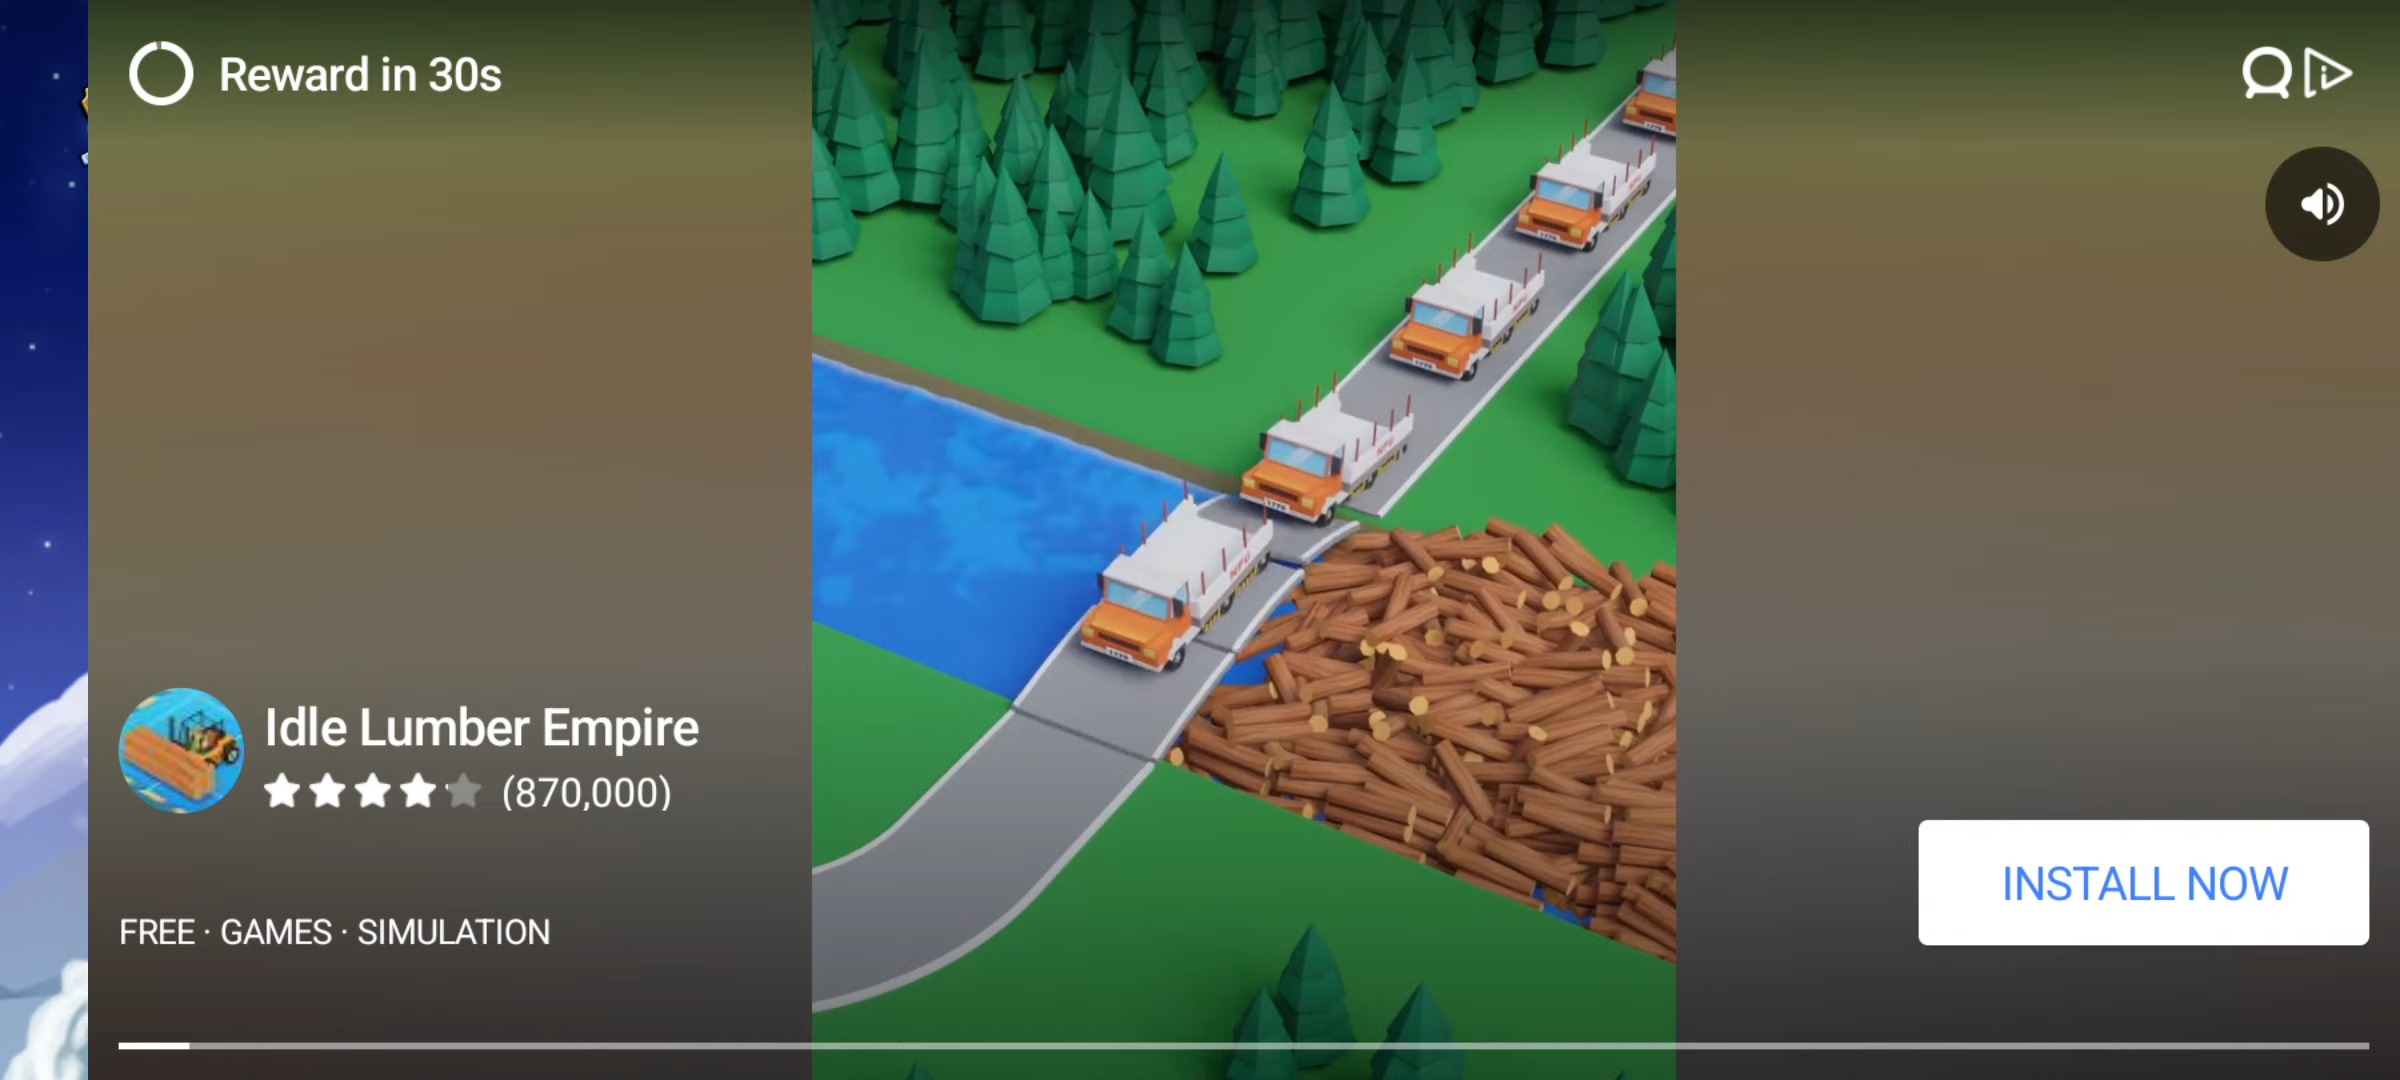 Reward in 30s
Idle Lumber Empire
(870,000)
FREE · GAMES · SIMULATION
INSTALL NOW